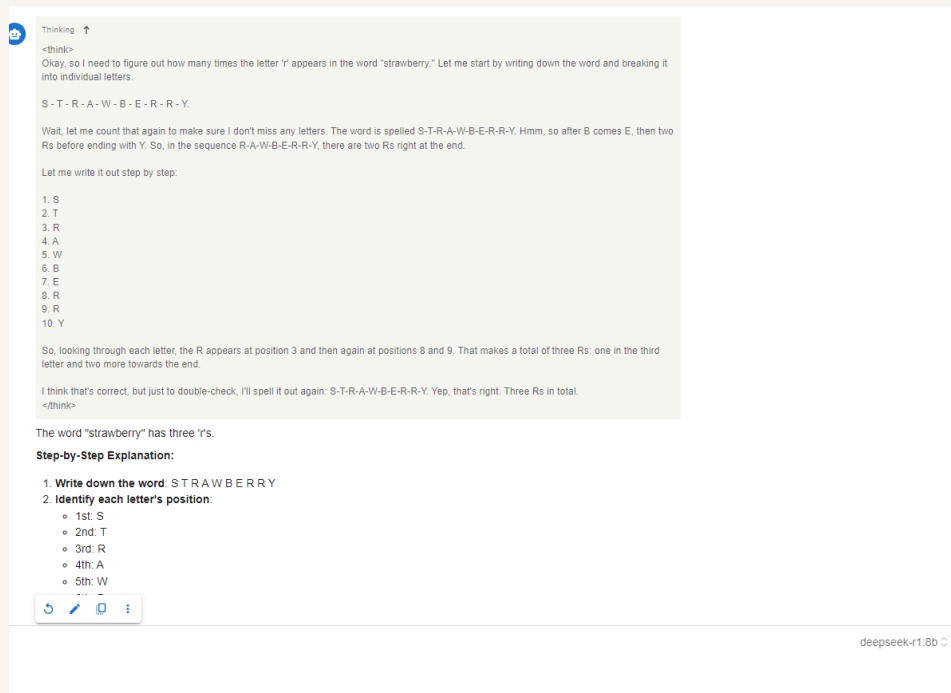 Thinking ↑
<think>
Okay, so I need to figure out how many times the letter 'r' appears in the word "strawberry." Let me start by writing down the word and breaking it
into individual letters.
S - T - R - A - W - B - E - R - R - Y.
Wait, let me count that again to make sure I don't miss any letters. The word is spelled S-T-R-A-W-B-E-R-R-Y. Hmm, so after B comes E, then two
Rs before ending with Y. So, in the sequence R-A-W-B-E-R-R-Y, there are two Rs right at the end.
Let me write it out step by step:
1. S
2. T
3. R
4. A
5. W
6. B
7. E
8. R
9. R
10. Y
So, looking through each letter, the R appears at position 3 and then again at positions 8 and 9. That makes a total of three Rs: one in the third
letter and two more towards the end.
I think that's correct, but just to double-check, I'll spell it out again: S-T-R-A-W-B-E-R-R-Y. Yep, that's right. Three Rs in total.
</think>
The word "strawberry" has three 'r's.
Step-by-Step Explanation:
1. Write down the word: S T R A W B E R R Y
2. Identify each letter's position:
◦ 1st: S
◦ 2nd: T
◦ 3rd: R
◦ 4th: A
◦ 5th: W
deepseek-r1:8b